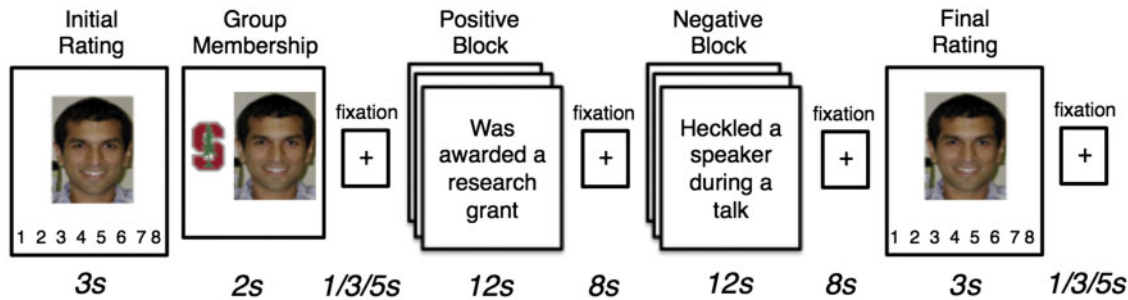 Initial
Rating
Group
Membership
Positive
Block
Negative
Block
Final
Rating
fixation
fixation
fixation
fixation
1 2 3 4 5 6 7 8
S
+
Was
awarded a
research
grant
+
Heckled a
speaker
during a
talk
+
1 2 3 4 5 6 7 8
+
3s
2s
1/3/5s
12s
8s
12s
8s
3s
1/3/5s